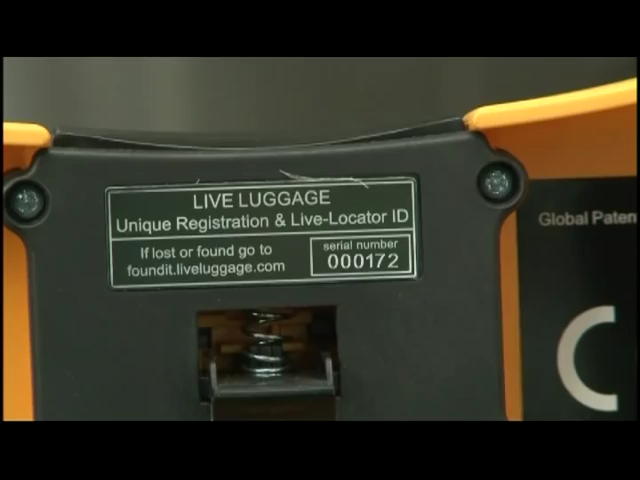 LIVE LUGGAGE
Unique Registration & Live-Locator ID
If lost or found go to
foundit.liveluggage.com
serial number
000172
Global